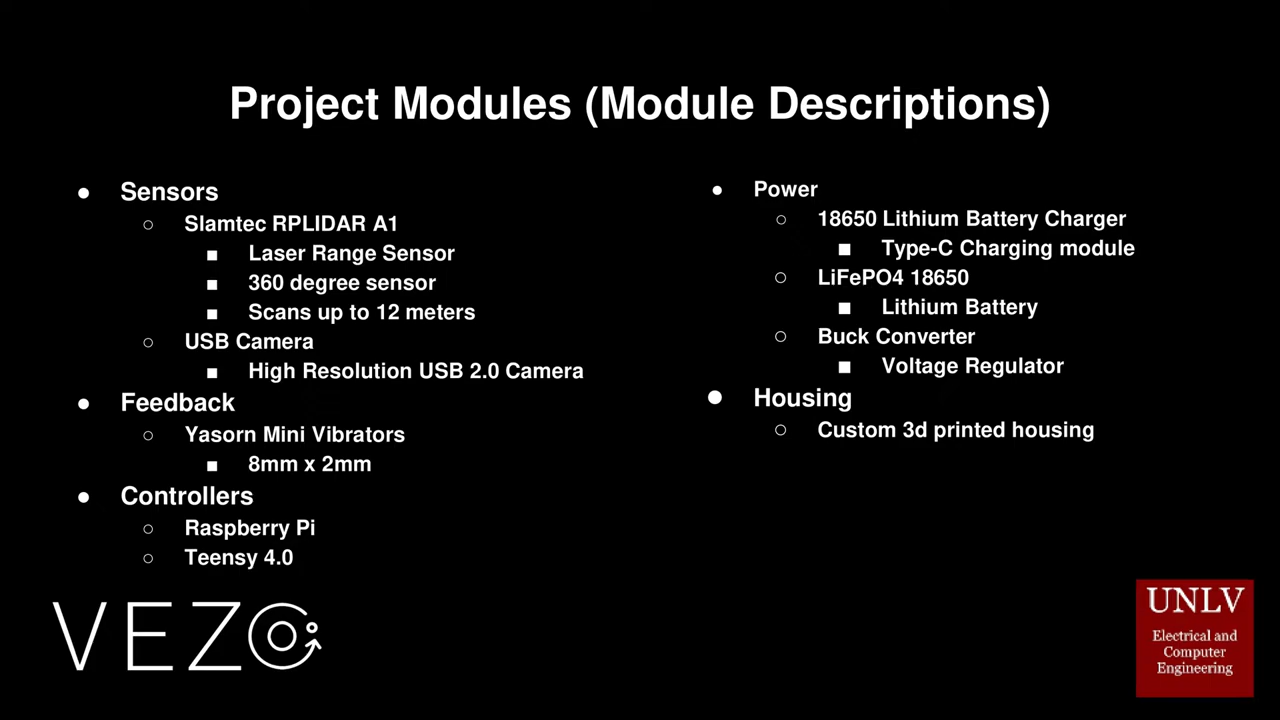 Project Modules (Module Descriptions)
● Sensors
○ Slamtec RPLIDAR A1
■ Laser Range Sensor
■ 360 degree sensor
■ Scans up to 12 meters
○ USB Camera
■ High Resolution USB 2.0 Camera
● Feedback
○ Yasorn Mini Vibrators
■ 8mm x 2mm
● Controllers
○ Raspberry Pi
○ Teensy 4.0
● Power
○ 18650 Lithium Battery Charger
■ Type-C Charging module
○ LiFePO4 18650
■ Lithium Battery
○ Buck Converter
■ Voltage Regulator
● Housing
○ Custom 3d printed housing
VEZO
UNLV
Electrical and
Computer
Engineering